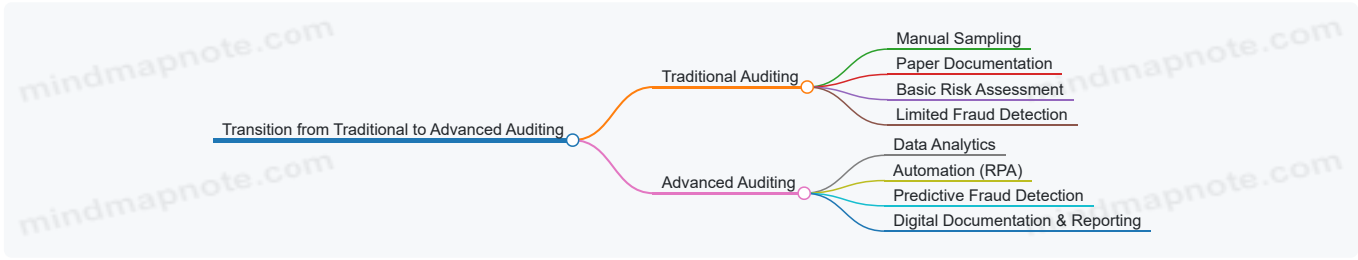 mindmapnote.com
mindmapnote.com
Manual Sampling
Paper Documentation
Traditional Auditing
Basic Risk Assessment
Limited Fraud Detection
Transition from Traditional to Advanced Auditing
Data Analytics
Automation (RPA)
Advanced Auditing
Predictive Fraud Detection
Digital Documentation & Reporting
mindmapnote.com
mindmapnote.com